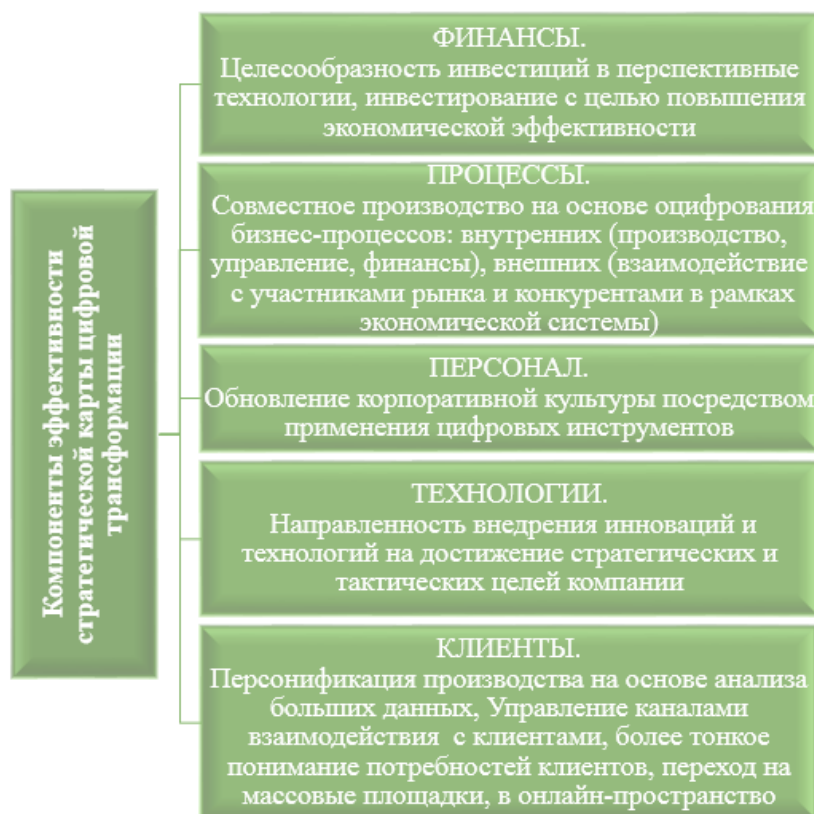 Компоненты эффективности
стратегической карты цифровой
трансформации
ФИНАНСЫ.
Целесообразность инвестиций в перспективные
технологии, инвестирование с целью повышения
экономической эффективности
ПРОЦЕССЫ.
Совместное производство на основе оцифрования
бизнес-процессов: внутренних (производство,
управление, финансы), внешних (взаимодействие
с участниками рынка и конкурентами в рамках
экономической системы)
ПЕРСОНАЛ.
Обновление корпоративной культуры посредством
применения цифровых инструментов
ТЕХНОЛОГИИ.
Направленность внедрения инноваций и
технологий на достижение стратегических и
тактических целей компании
КЛИЕНТЫ.
Персонификация производства на основе анализа
больших данных, Управление каналами
взаимодействия с клиентами, более тонкое
понимание потребностей клиентов, переход на
массовые площадки, в онлайн-пространство